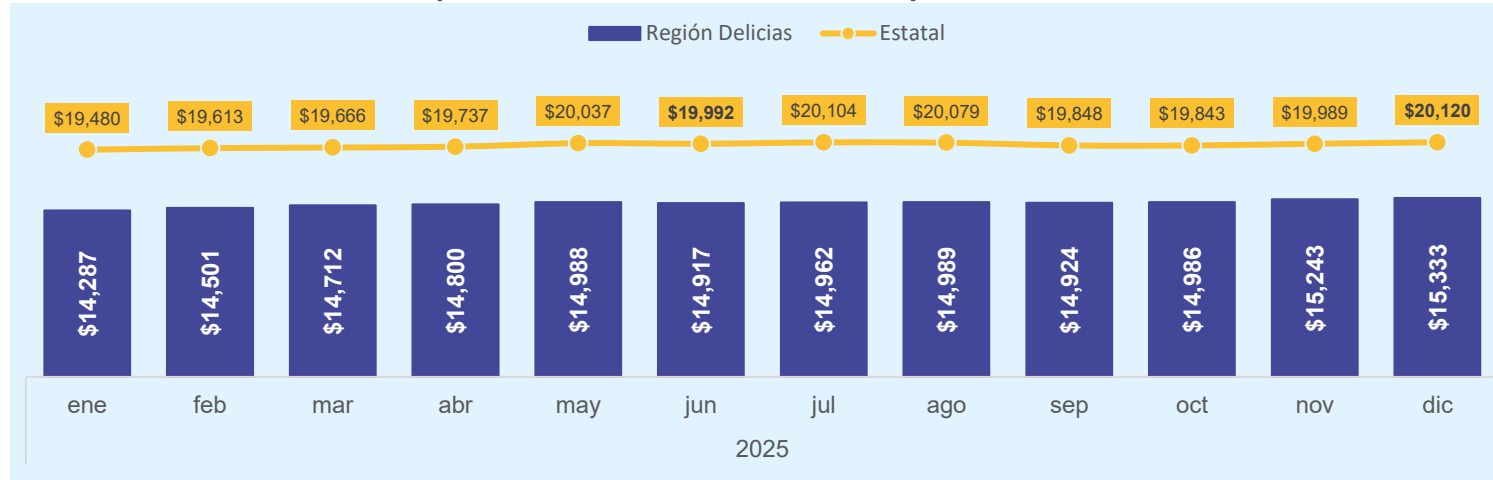 Región Delicias Estatal
$19,480 $19,613 $19,666 $19,737 $20,037 $19,992 $20,104 $20,079 $19,848 $19,843 $19,989 $20,120
$14,287 $14,501 $14,712 $14,800 $14,988 $14,917 $14,962 $14,989 $14,924 $14,986 $15,243 $15,333
ene feb mar abr may jun jul ago sep oct nov dic
2025